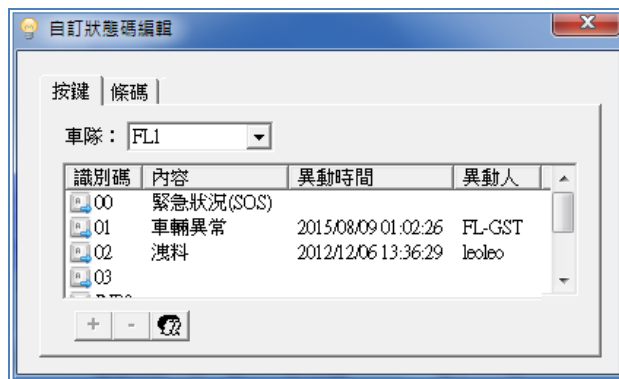 自訂狀態碼編輯
按鍵 條碼
車隊： FL1
識別碼 內容 異動時間 異動人
00 緊急狀況(SOS)
01 車輛異常 2015/08/09 01:02:26 FL-GST
02 洩料 2012/12/06 13:36:29 leoleo
03
+ -